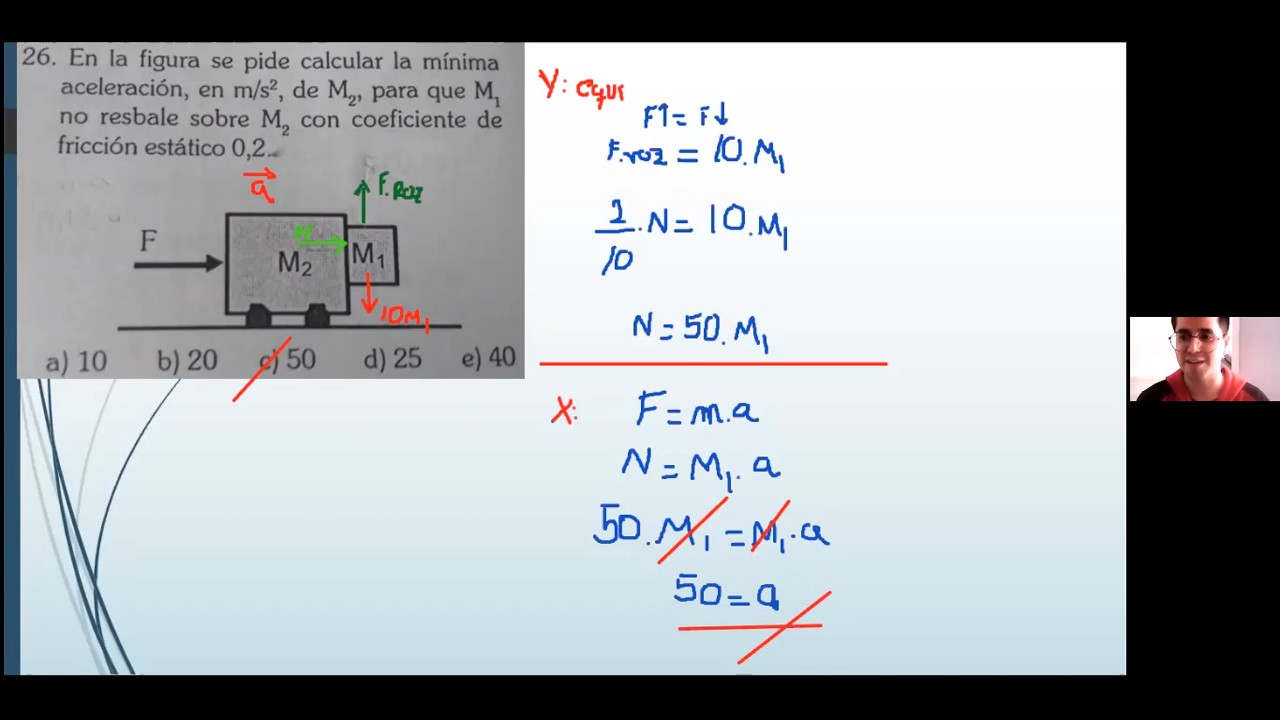 26. En la figura se pide calcular la mínima
aceleración, en m/s², de M₂, para que M₁
no resbale sobre M₂ con coeficiente de
fricción estático 0,2.
a
F.Roz
F
N
M₂
M₁
10M₁
a) 10 b) 20 c) 50 d) 25 e) 40
Y: equi
F↑ = F↓
F.roz = 10.M₁
2/10 . N = 10.M₁
N = 50.M₁
X: F = m.a
N = M₁.a
50.M₁ = M₁.a
50 = a